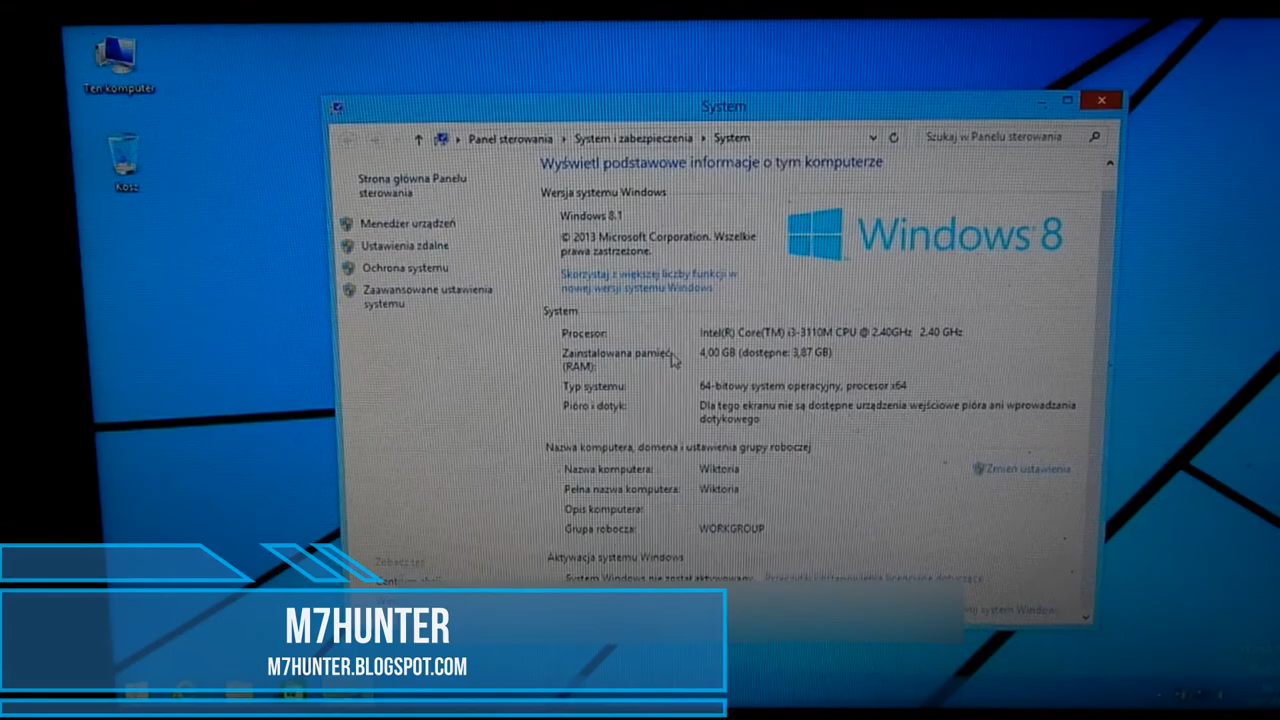 Ten komputer
Kosz
System
Panel sterowania
System i zabezpieczenia
System
Szukaj w Panelu sterowania
Strona główna Panelu
sterowania
Menedżer urządzeń
Ustawienia zdalne
Ochrona systemu
Zaawansowane ustawienia
systemu
Wyświetl podstawowe informacje o tym komputerze
Wersja systemu Windows
Windows 8.1
© 2013 Microsoft Corporation. Wszelkie
prawa zastrzeżone.
Skorzystaj z większej liczby funkcji w
nowej wersji systemu Windows
Windows 8
System
Procesor: Intel(R) Core(TM) i3-3110M CPU @ 2.40GHz 2.40 GHz
Zainstalowana pamięć 4,00 GB (dostępne: 3,87 GB)
(RAM):
Typ systemu: 64-bitowy system operacyjny, procesor x64
Pióro i dotyk: Dla tego ekranu nie są dostępne urządzenia wejściowe pióra ani wprowadzania
dotykowego
Nazwa komputera, domena i ustawienia grupy roboczej
Nazwa komputera: Wiktoria
Zmień ustawienia
Pełna nazwa komputera: Wiktoria
Opis komputera:
Grupa robocza: WORKGROUP
Aktywacja systemu Windows
Zobacz też
System Windows nie został aktywowany.
system Windows
M7HUNTER
M7HUNTER.BLOGSPOT.COM